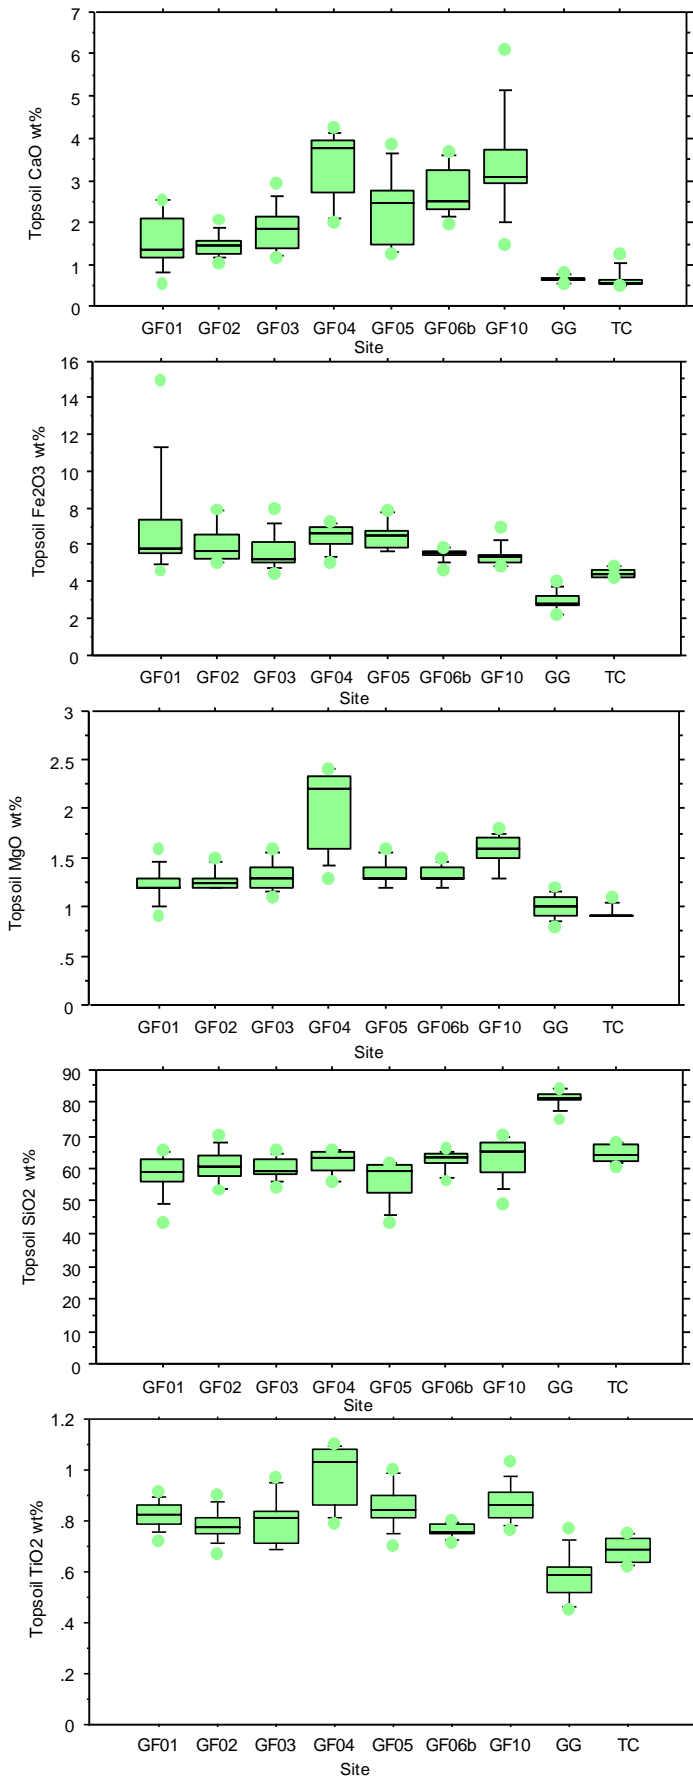 7
6
5
4
3
2
1
0
Topsoil CaO wt%
GF01 GF02 GF03 GF04 GF05 GF06b GF10 GG TC
Site
16
14
12
10
8
6
4
2
0
Topsoil Fe2O3 wt%
GF01 GF02 GF03 GF04 GF05 GF06b GF10 GG TC
Site
3
2.5
2
1.5
1
.5
0
Topsoil MgO wt%
GF01 GF02 GF03 GF04 GF05 GF06b GF10 GG TC
Site
90
80
70
60
50
40
30
20
10
0
Topsoil SiO2 wt%
GF01 GF02 GF03 GF04 GF05 GF06b GF10 GG TC
Site
1.2
1
.8
.6
.4
.2
0
Topsoil TiO2 wt%
GF01 GF02 GF03 GF04 GF05 GF06b GF10 GG TC
Site